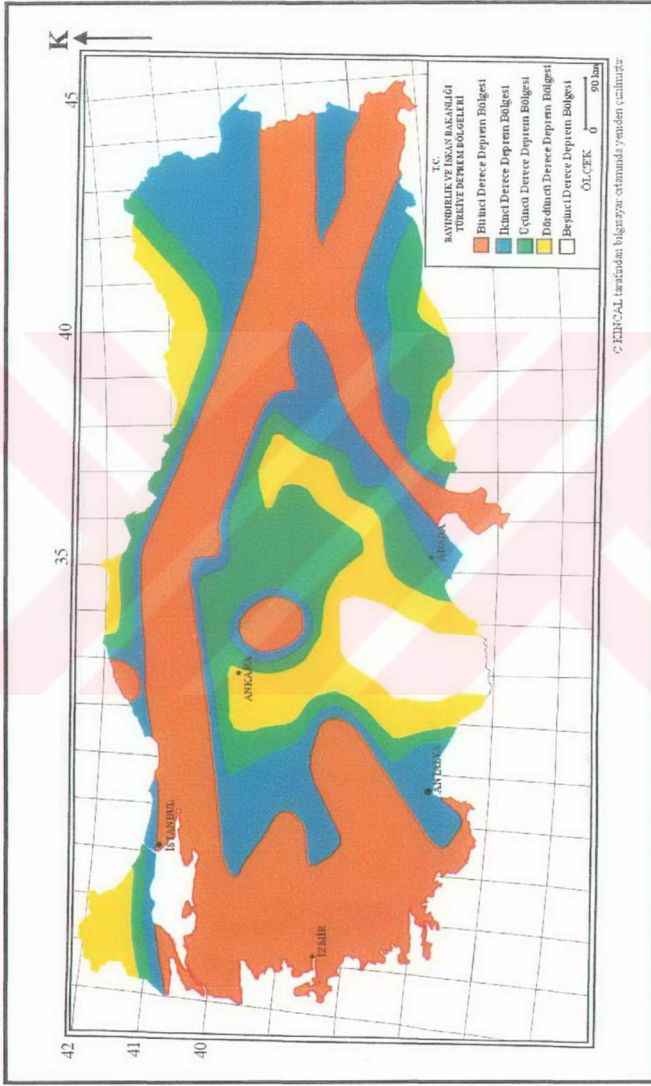 K
45
40
35
42
41
40
İSTANBUL
ANKARA
İZMİR
ANTALYA
ADANA
T.C.
BAYINDIRLIK VE İSKAN BAKANLIĞI
TÜRKİYE DEPREM BÖLGELERİ
Birinci Derece Deprem Bölgesi
İkinci Derece Deprem Bölgesi
Üçüncü Derece Deprem Bölgesi
Dördüncü Derece Deprem Bölgesi
Beşinci Derece Deprem Bölgesi
ÖLÇEK
0 90 km
C KINCAL tarafından bilgisayar ortamında yeniden çizilmiştir.